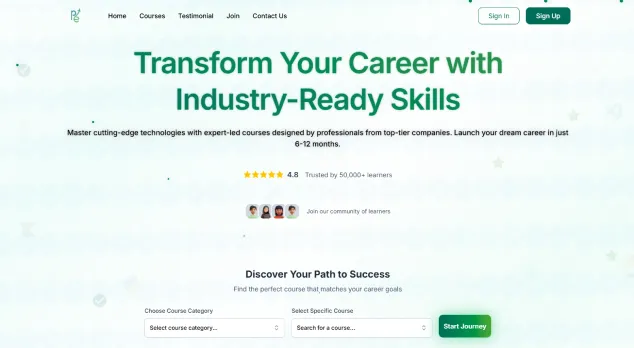 Home Courses Testimonial Join Contact Us Sign In Sign Up
Transform Your Career with
Industry-Ready Skills
Master cutting-edge technologies with expert-led courses designed by professionals from top-tier companies. Launch your dream career in just
6-12 months.
4.8 Trusted by 50,000+ learners
Join our community of learners
Discover Your Path to Success
Find the perfect course that matches your career goals
Choose Course Category Select Specific Course
Select course category... Search for a course... Start Journey